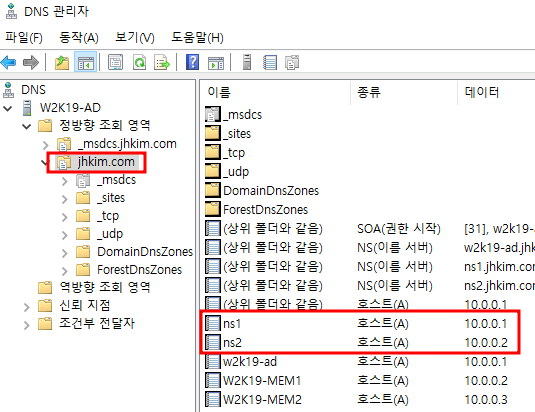 DNS 관리자
파일(F) 동작(A) 보기(V) 도움말(H)
DNS
W2K19-AD
정방향 조회 영역
_msdcs.jhkim.com
jhkim.com
_msdcs
_sites
_tcp
_udp
DomainDnsZones
ForestDnsZones
역방향 조회 영역
신뢰 지점
조건부 전달자
이름 종류 데이터
_msdcs
_sites
_tcp
_udp
DomainDnsZones
ForestDnsZones
(상위 폴더와 같음) SOA(권한 시작) [31], w2k19-ad.j
(상위 폴더와 같음) NS(이름 서버) w2k19-ad.jhk
(상위 폴더와 같음) NS(이름 서버) ns1.jhkim.com
(상위 폴더와 같음) NS(이름 서버) ns2.jhkim.com
(상위 폴더와 같음) 호스트(A) 10.0.0.1
ns1 호스트(A) 10.0.0.1
ns2 호스트(A) 10.0.0.2
w2k19-ad 호스트(A) 10.0.0.1
W2K19-MEM1 호스트(A) 10.0.0.2
W2K19-MEM2 호스트(A) 10.0.0.3